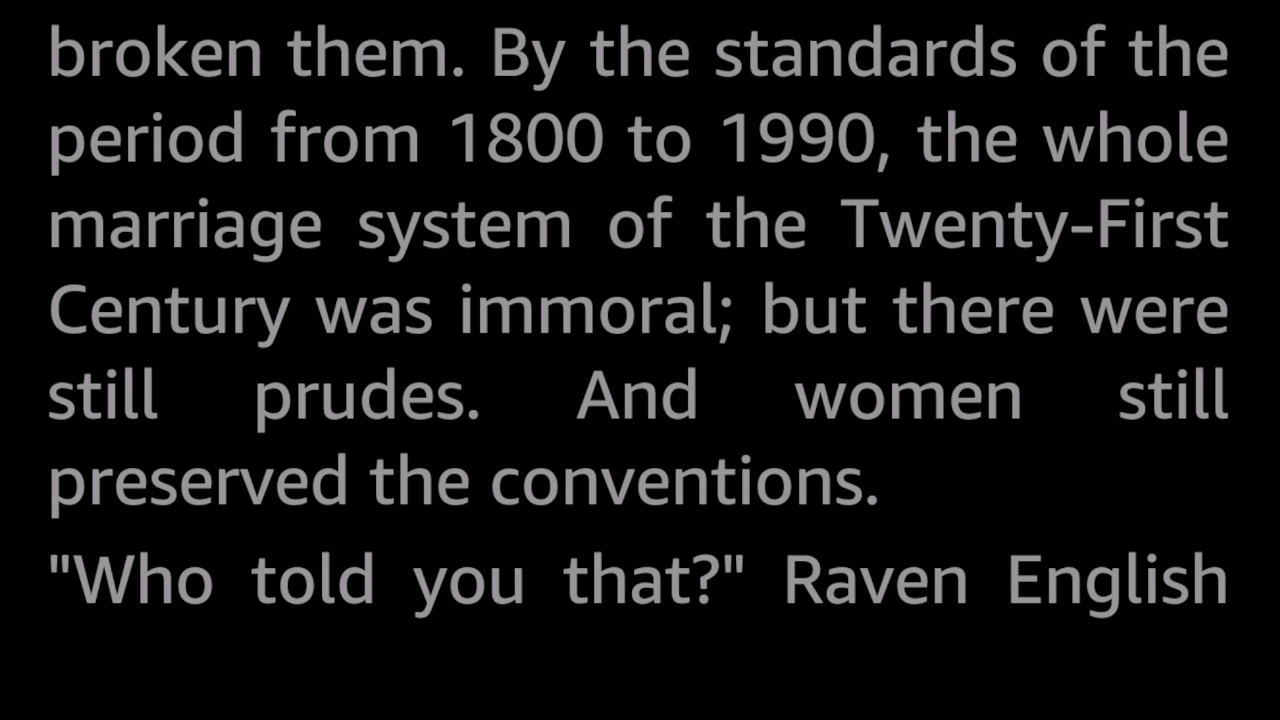 broken them. By the standards of the
period from 1800 to 1990, the whole
marriage system of the Twenty-First
Century was immoral; but there were
still prudes. And women still
preserved the conventions.
"Who told you that?" Raven English